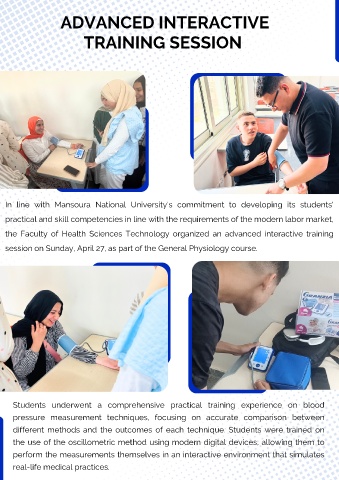 ADVANCED INTERACTIVE
TRAINING SESSION
In line with Mansoura National University's commitment to developing its students'
practical and skill competencies in line with the requirements of the modern labor market,
the Faculty of Health Sciences Technology organized an advanced interactive training
session on Sunday, April 27, as part of the General Physiology course.
Students underwent a comprehensive practical training experience on blood
pressure measurement techniques, focusing on accurate comparison between
different methods and the outcomes of each technique. Students were trained on
the use of the oscillometric method using modern digital devices, allowing them to
perform the measurements themselves in an interactive environment that simulates
real-life medical practices.